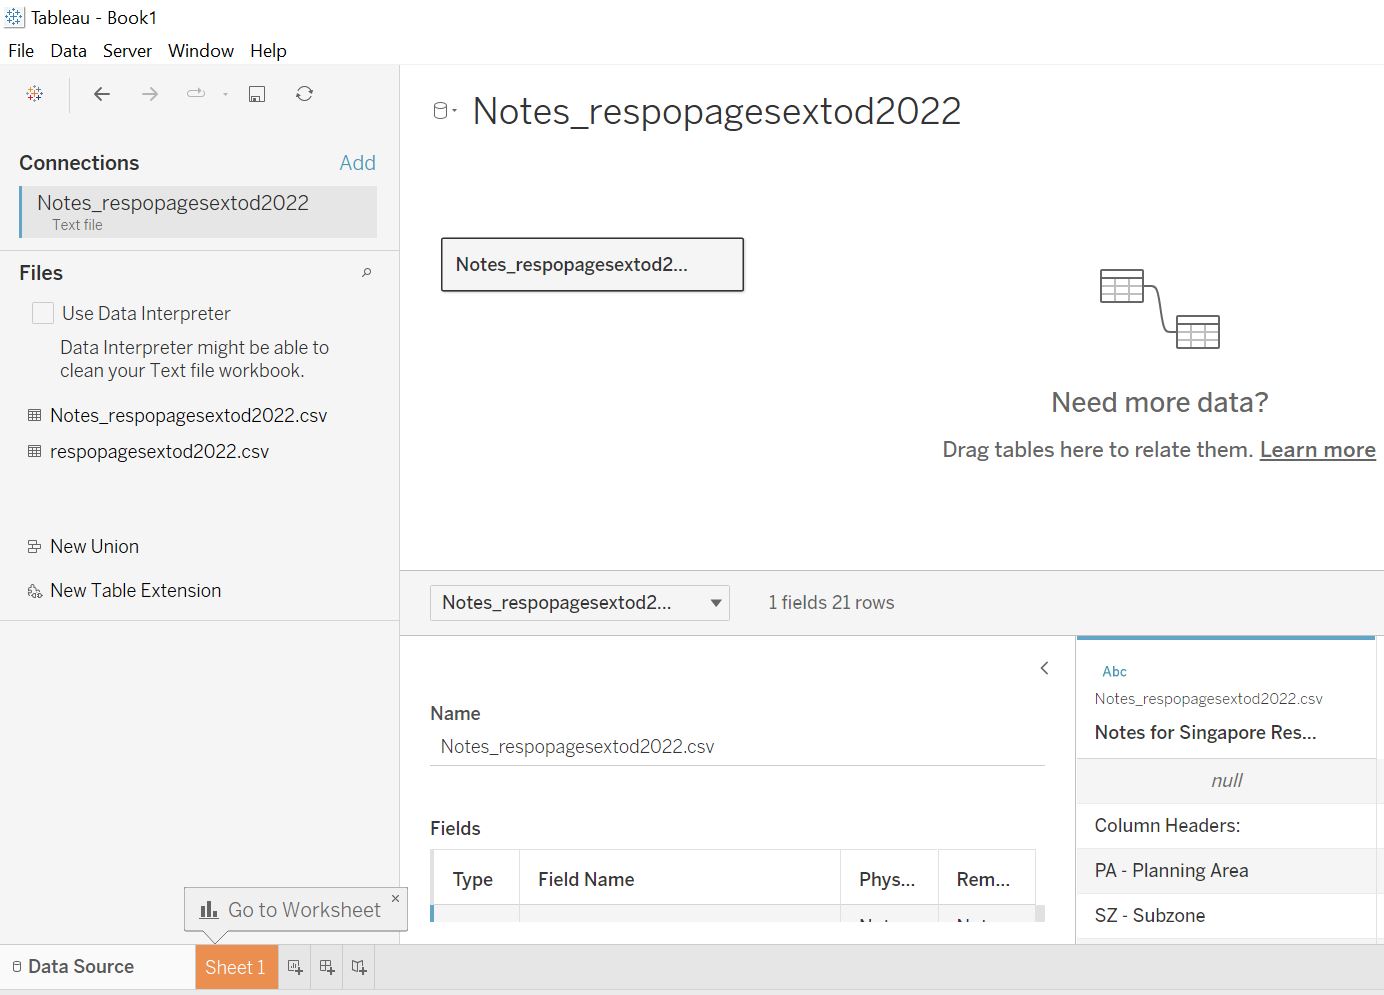 Tableau - Book1
File Data Server Window Help
Connections Add
Notes_respopagesextod2022
Text file
Files
Use Data Interpreter
Data Interpreter might be able to
clean your Text file workbook.
Notes_respopagesextod2022.csv
respopagesextod2022.csv
New Union
New Table Extension
Notes_respopagesextod2022
Notes_respopagesextod2...
Need more data?
Drag tables here to relate them. Learn more
Notes_respopagesextod2... 1 fields 21 rows
Name
Notes_respopagesextod2022.csv
Fields
Type Field Name Phys... Rem...
Abc
Notes_respopagesextod2022.csv
Notes for Singapore Res...
null
Column Headers:
PA - Planning Area
SZ - Subzone
Go to Worksheet
Data Source Sheet 1